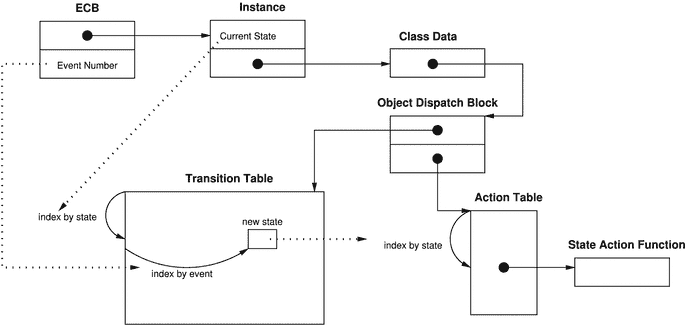 ECB
Instance
Current State
Class Data
Event Number
Object Dispatch Block
Transition Table
Action Table
index by state
new state
index by state
State Action Function
index by event